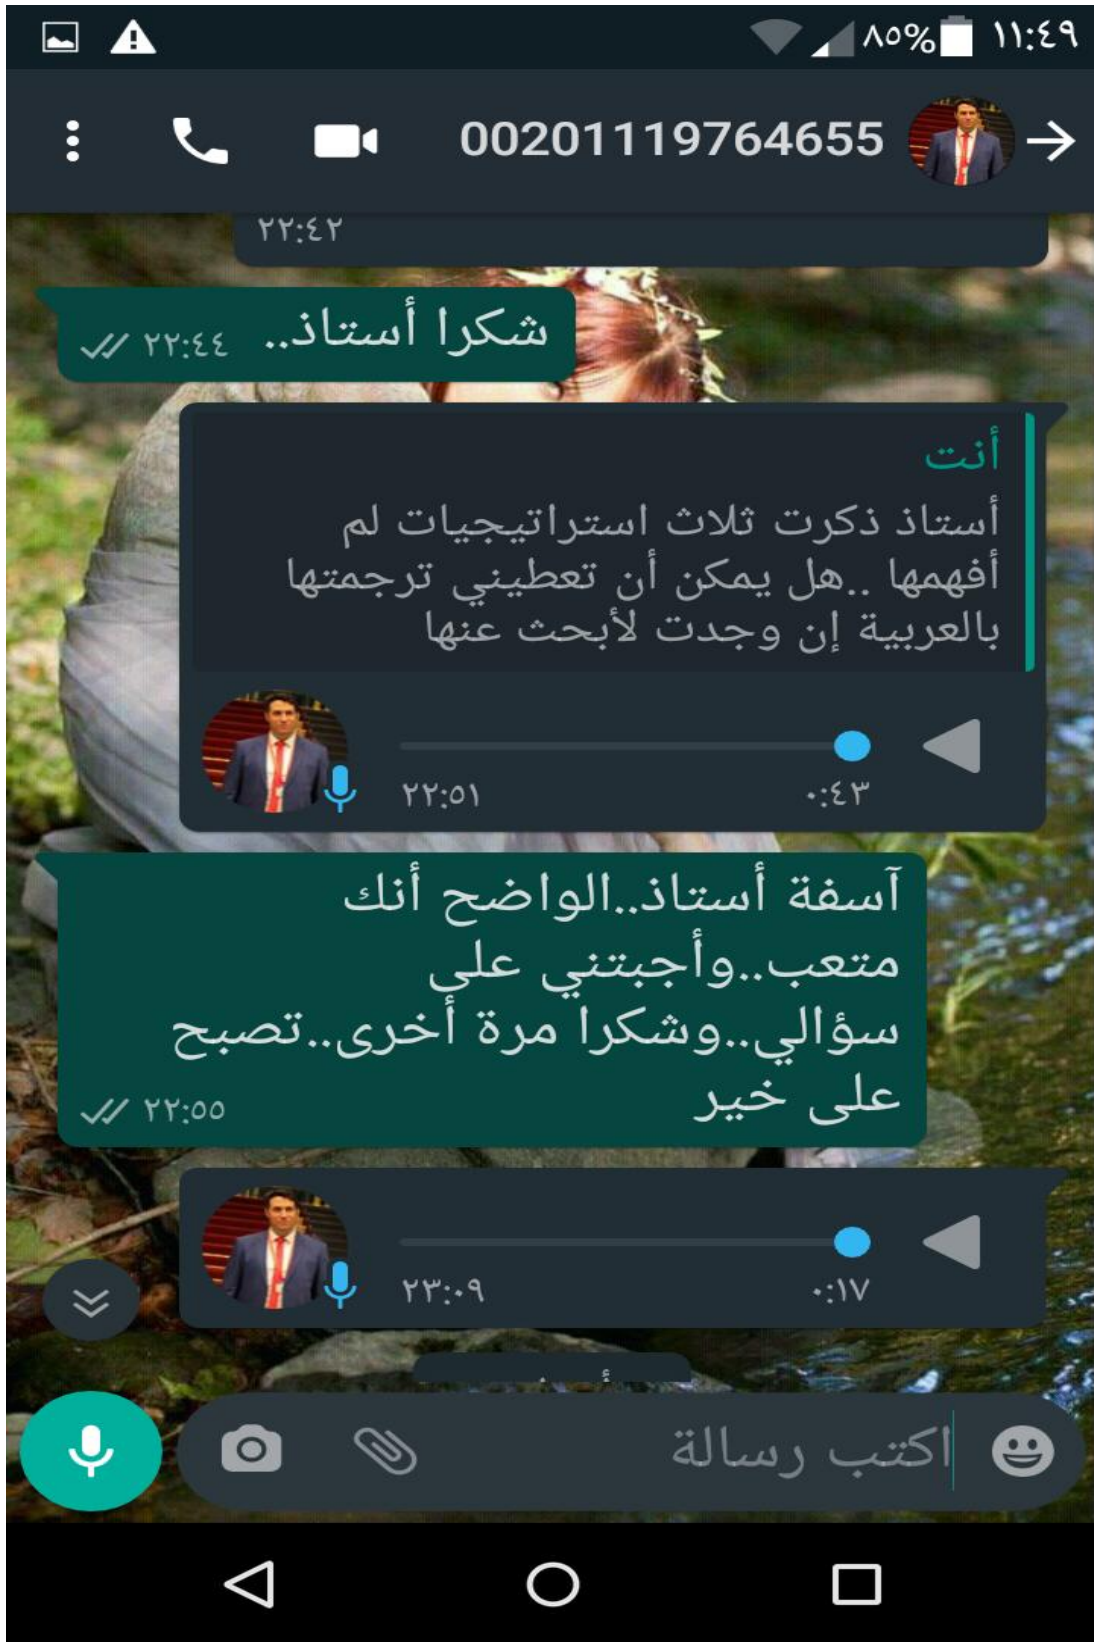 ١١:٤٩ ٨٥%
00201119764655
٢٢:٤٢
شكرا أستاذ..
٢٢:٤٤
أنت
أستاذ ذكرت ثلاث استراتيجيات لم
أفهمها ..هل يمكن أن تعطيني ترجمتها
بالعربية إن وجدت لأبحث عنها
٠:٤٣
٢٢:٥١
آسفة أستاذ..الواضح أنك
متعب..وأجبتني على
سؤالي..وشكرا مرة أخرى..تصبح
على خير
٢٢:٥٥
٠:١٧
٢٣:٠٩
اكتب رسالة